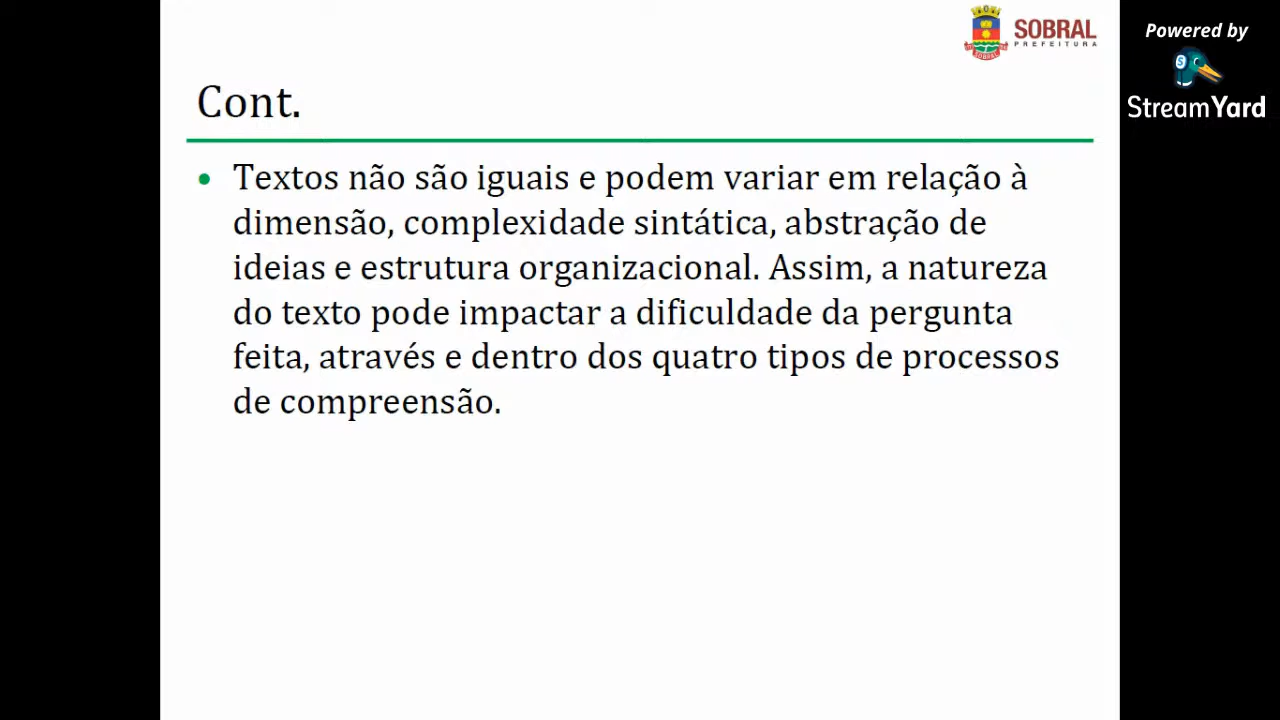 SOBRAL
PREFEITURA
SOBRAL
Powered by
S
StreamYard
Cont.
• Textos não são iguais e podem variar em relação à
dimensão, complexidade sintática, abstração de
ideias e estrutura organizacional. Assim, a natureza
do texto pode impactar a dificuldade da pergunta
feita, através e dentro dos quatro tipos de processos
de compreensão.